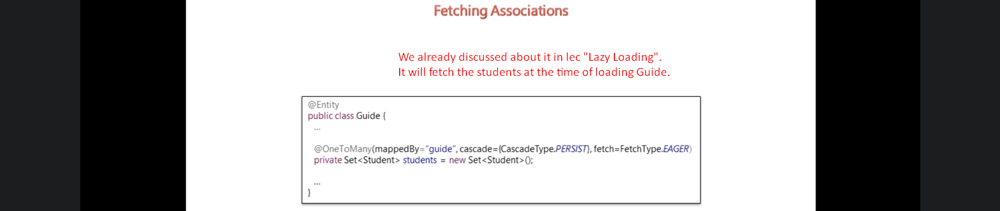 Fetching Associations
We already discussed about it in lec "Lazy Loading".
It will fetch the students at the time of loading Guide.
@Entity
public class Guide {
...
@OneToMany(mappedBy="guide", cascade={CascadeType.PERSIST}, fetch=FetchType.EAGER)
private Set<Student> students = new Set<Student>();
...
}